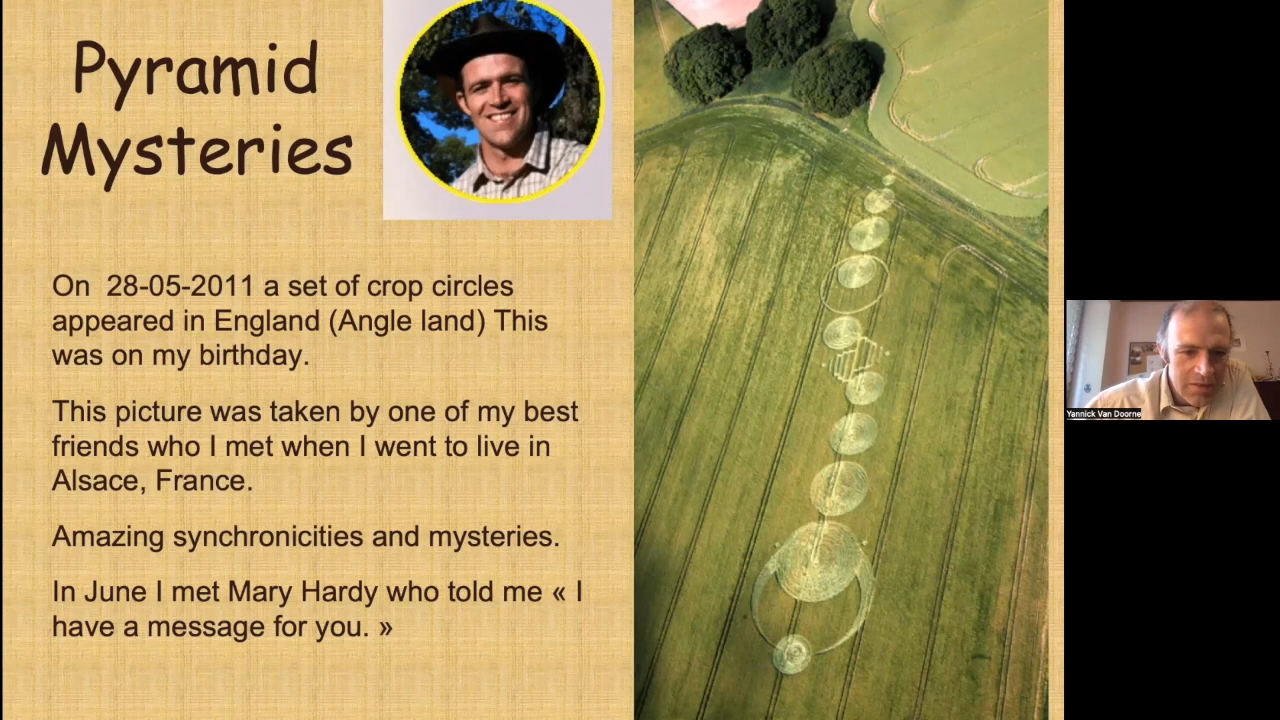 Pyramid
Mysteries
On 28-05-2011 a set of crop circles
appeared in England (Angle land) This
was on my birthday.
This picture was taken by one of my best
friends who I met when I went to live in
Alsace, France.
Amazing synchronicities and mysteries.
In June I met Mary Hardy who told me « I
have a message for you. »
Yannick Van Doorne